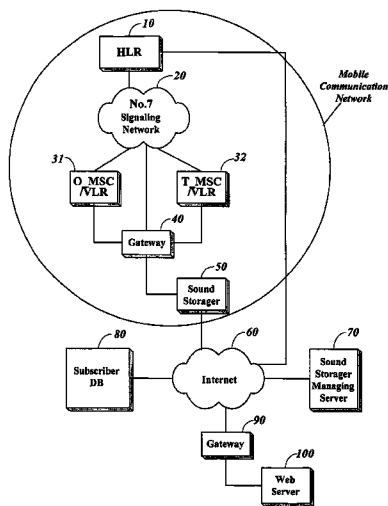 10
HLR
20
Mobile
Communication
Network
No.7
Signaling
Network
31
32
O_MSC
/VLR
T_MSC
/VLR
40
Gateway
50
Sound
Storager
80
60
70
Subscriber
DB
Internet
Sound
Storager
Managing
Server
90
Gateway
100
Web
Server